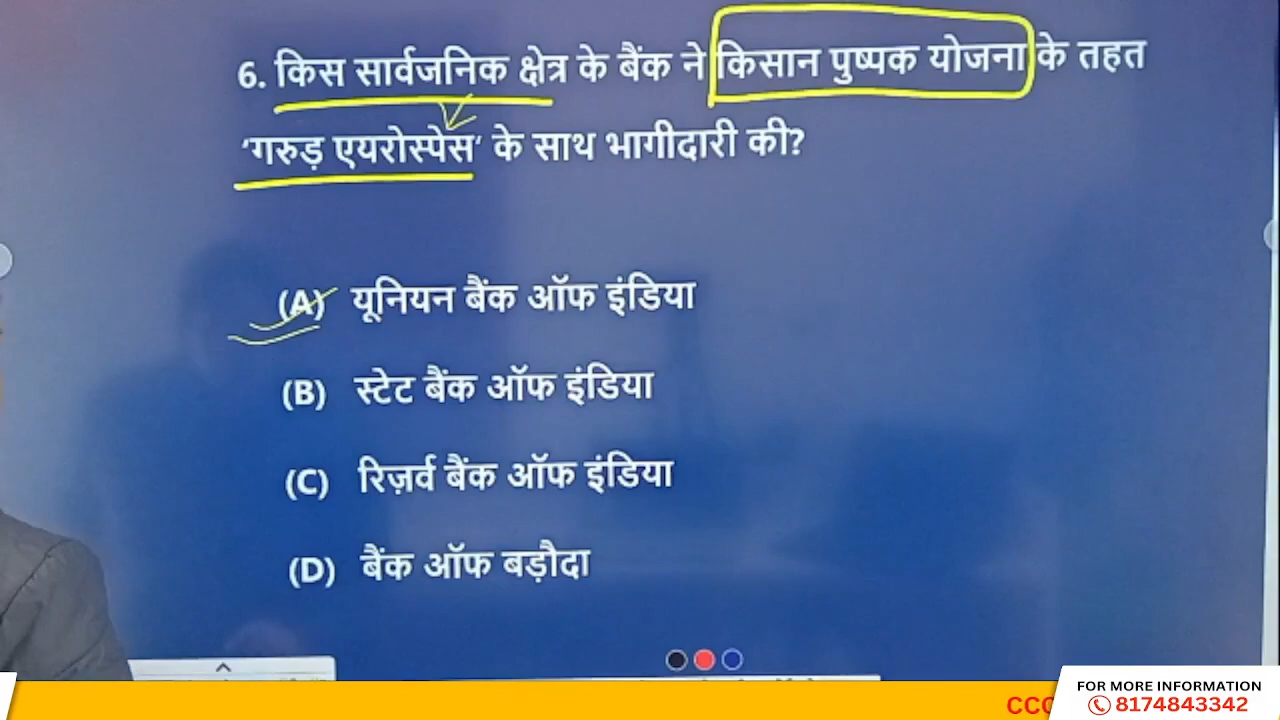 6. किस सार्वजनिक क्षेत्र के बैंक ने किसान पुष्पक योजना के तहत
'गरुड़ एयरोस्पेस' के साथ भागीदारी की?
(A) यूनियन बैंक ऑफ इंडिया
(B) स्टेट बैंक ऑफ इंडिया
(C) रिज़र्व बैंक ऑफ इंडिया
(D) बैंक ऑफ बड़ौदा
FOR MORE INFORMATION
8174843342